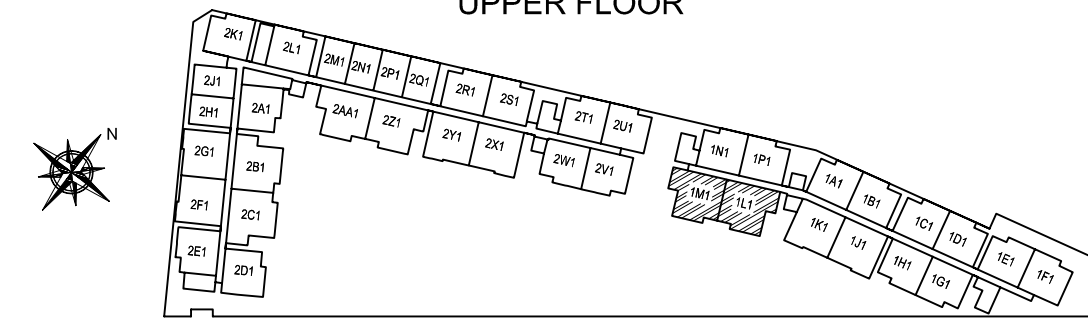 UPPER FLOOR
2K1
2L1
2M1
2N1
2P1
2Q1
2R1
2S1
2T1
2U1
2J1
2H1
2A1
2AA1
2Z1
2Y1
2X1
2W1
2V1
2G1
2B1
2F1
2C1
2E1
2D1
N
1N1
1P1
1M1
1L1
1A1
1B1
1C1
1D1
1E1
1F1
1K1
1J1
1H1
1G1